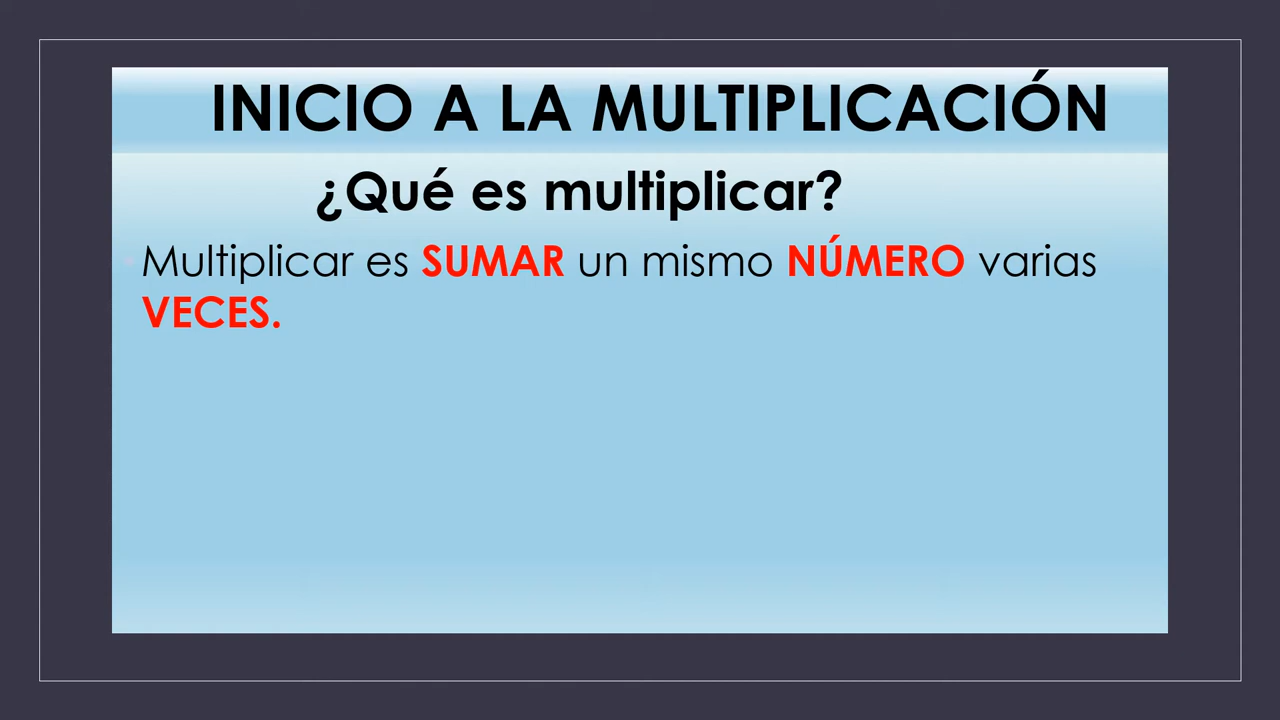 INICIO A LA MULTIPLICACIÓN
¿Qué es multiplicar?
Multiplicar es SUMAR un mismo NÚMERO varias
VECES.